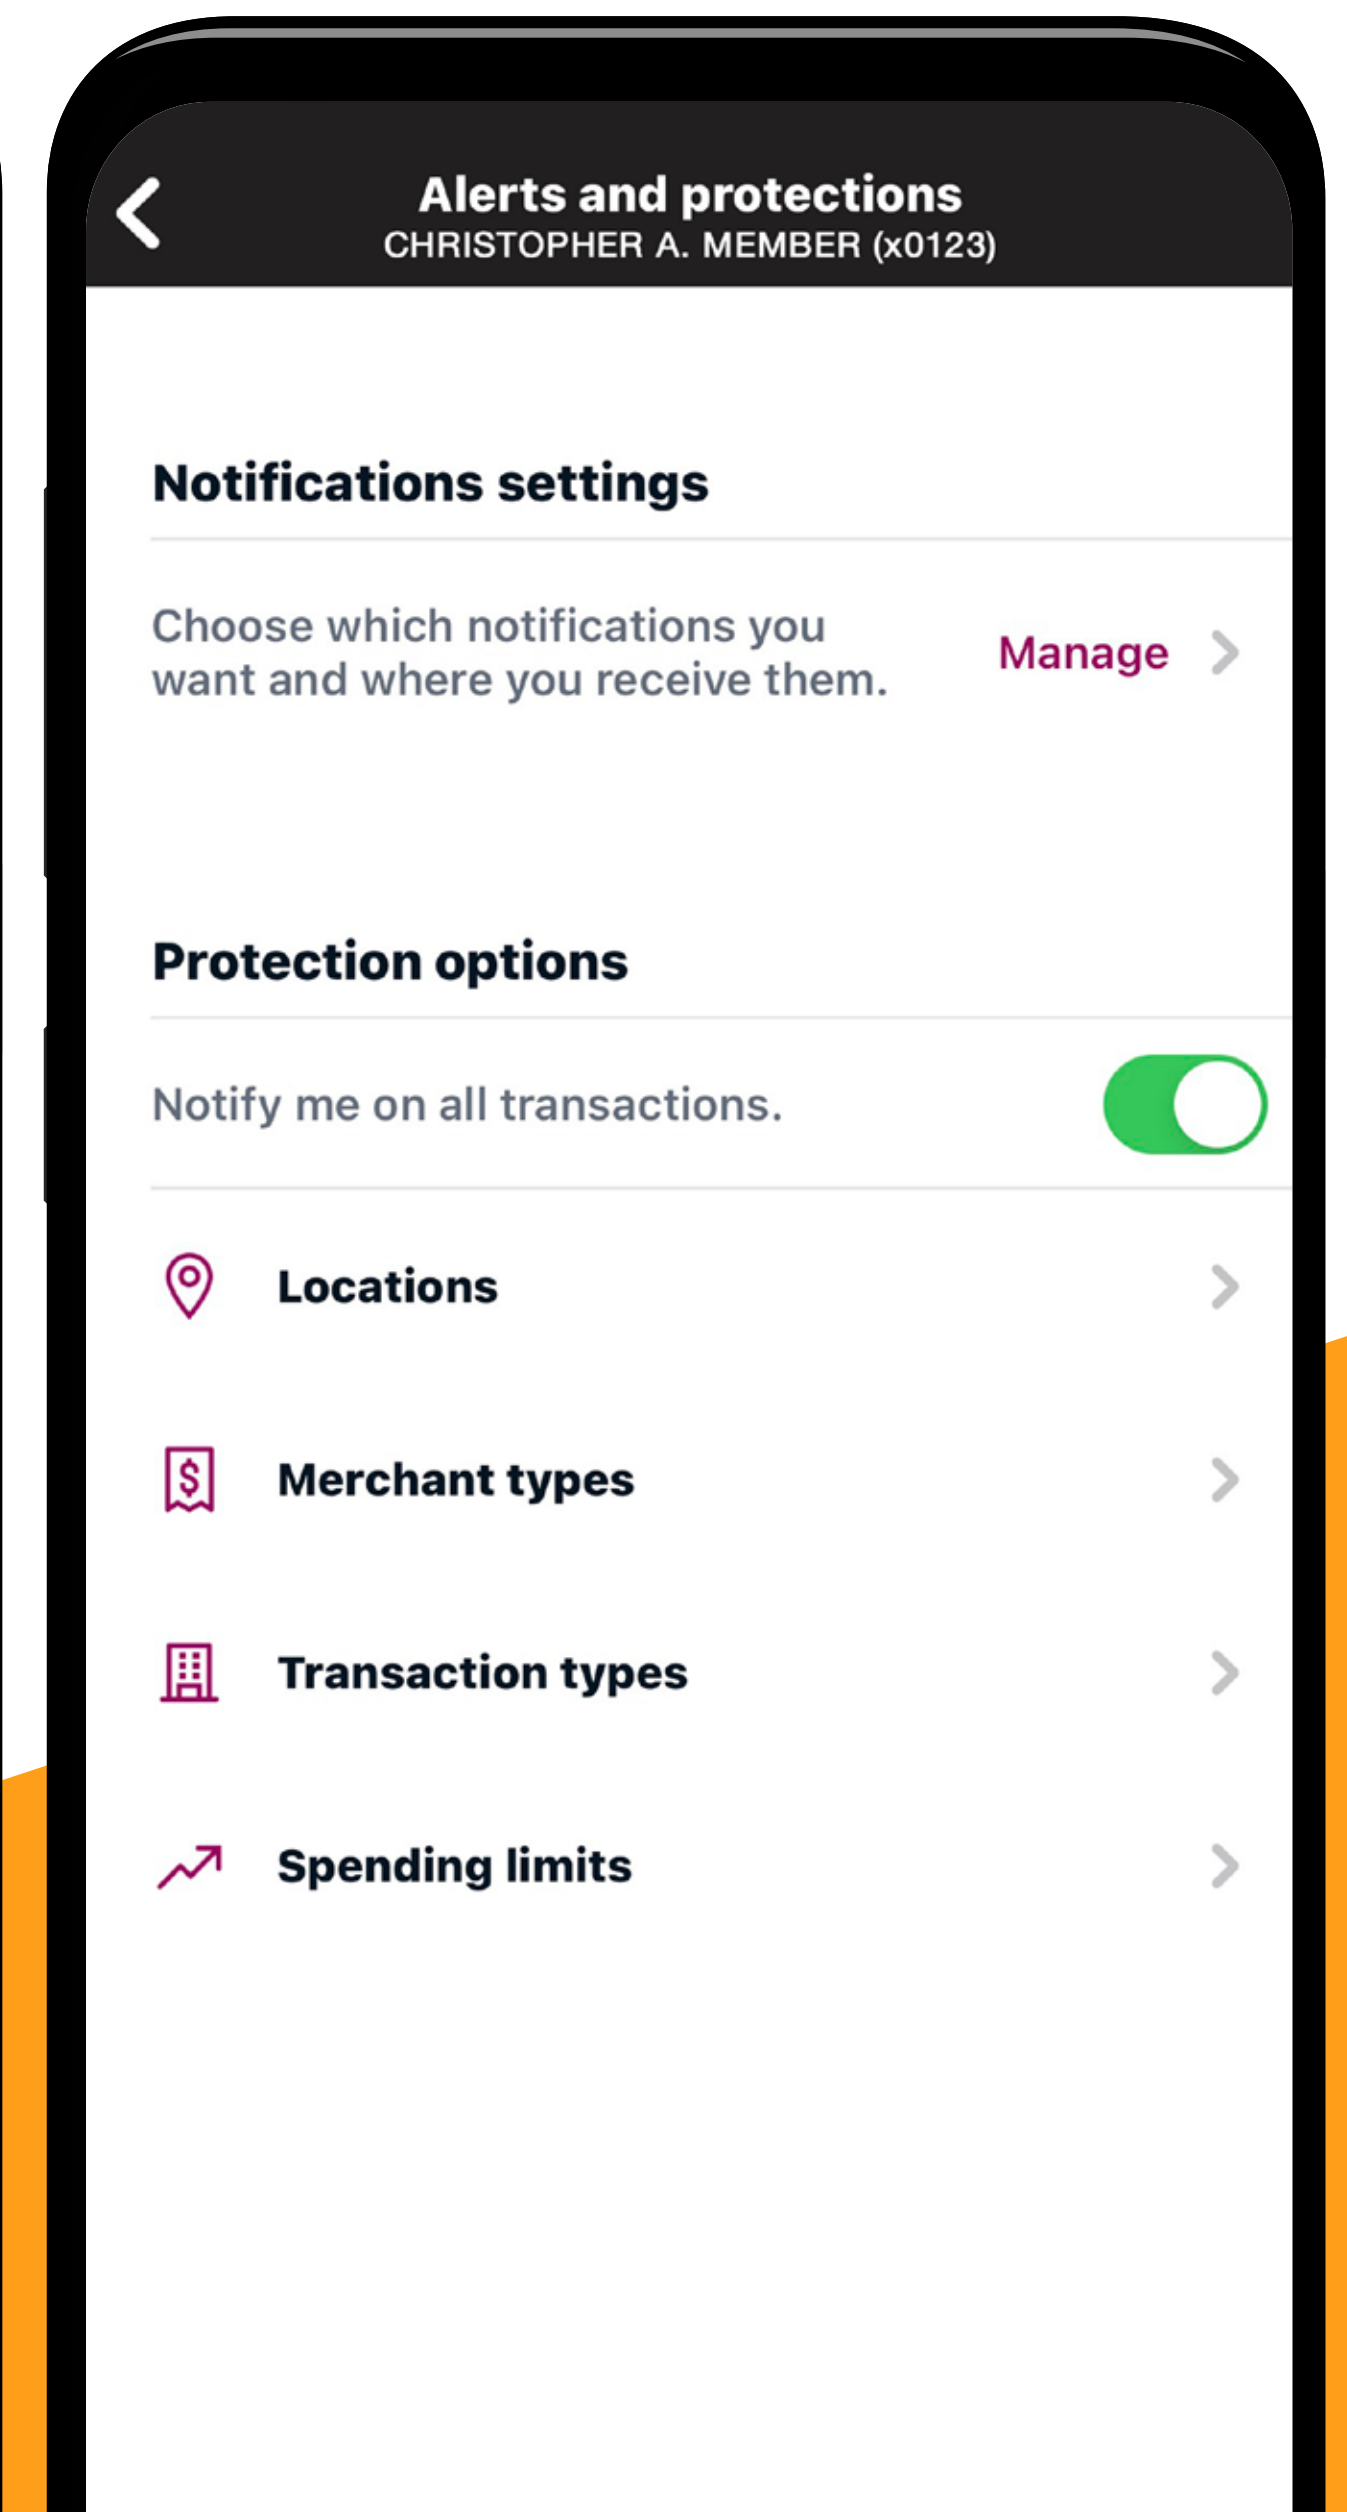 Alerts and protections
CHRISTOPHER A. MEMBER (x0123)
Notifications settings
Choose which notifications you
want and where you receive them.
Manage
Protection options
Notify me on all transactions.
Locations
$
Merchant types
Transaction types
Spending limits